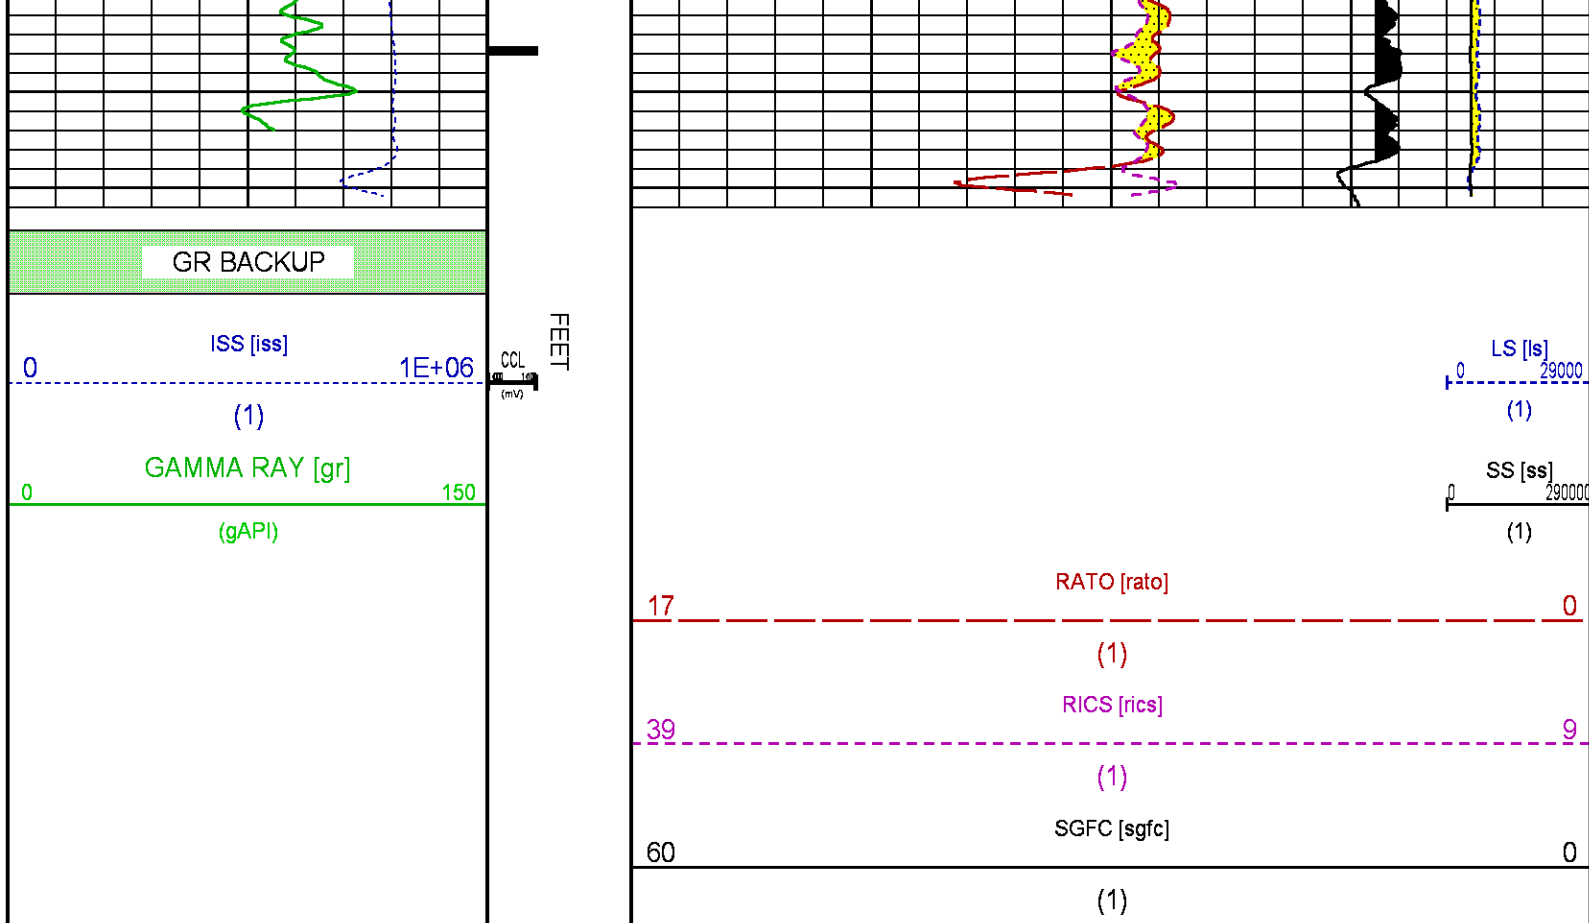 GR BACKUP
ISS [iss]
0 1E+06
(1)
GAMMA RAY [gr]
0 150
(gAPI)
CCL
(mV)
FEET
LS [ls]
0 29000
(1)
SS [ss]
0 290000
(1)
RATO [rato]
17 0
(1)
RICS [rics]
39 9
(1)
SGFC [sgfc]
60 0
(1)